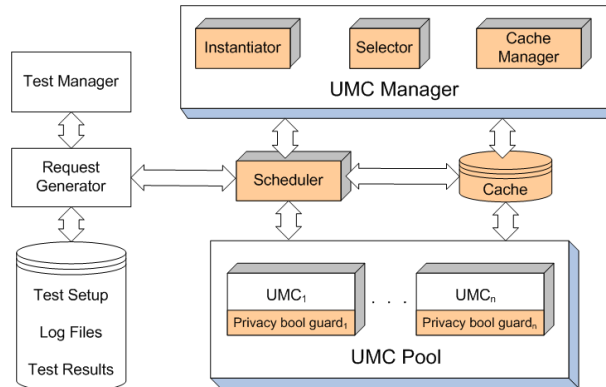 Instantiator
Selector
Cache
Manager
UMC Manager
Test Manager
Request
Generator
Scheduler
Cache
Test Setup
Log Files
Test Results
UMC₁
Privacy bool guard₁
. . .
UMCₙ
Privacy bool guardₙ
UMC Pool